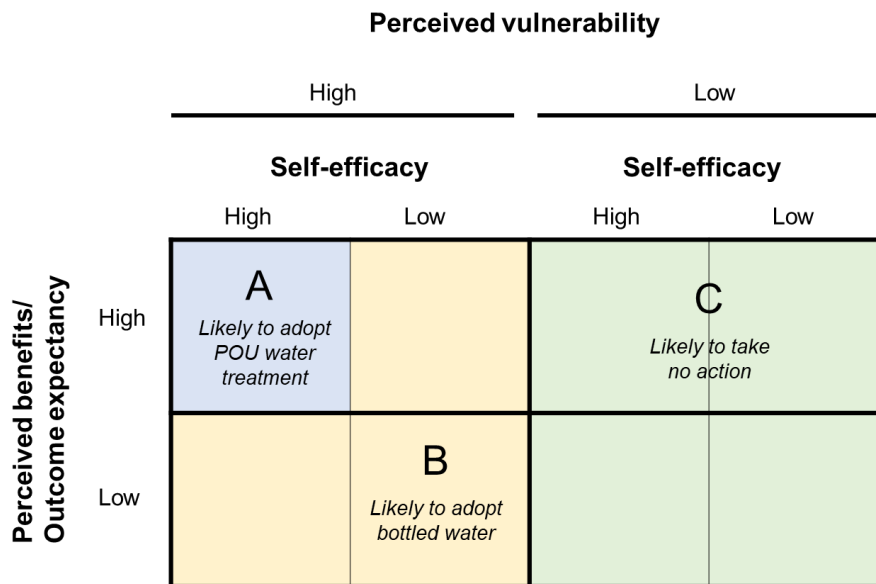 Perceived vulnerability
High
Low
Self-efficacy
Self-efficacy
High
Low
High
Low
Perceived benefits/
Outcome expectancy
High
A
Likely to adopt
POU water
treatment
C
Likely to take
no action
Low
B
Likely to adopt
bottled water